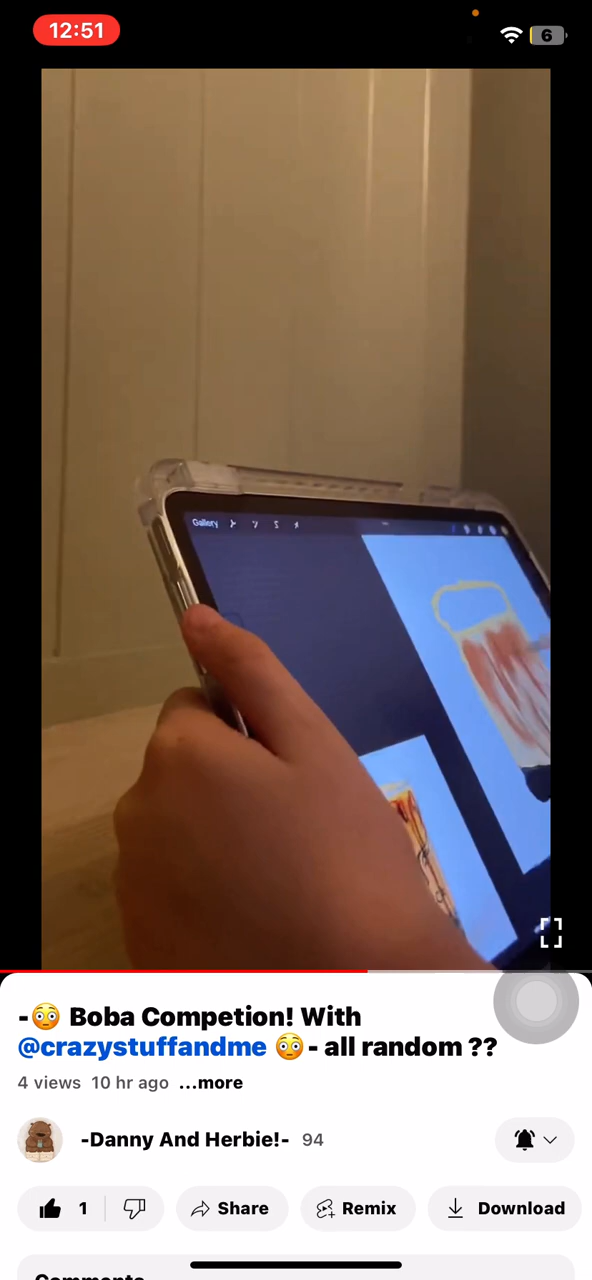 12:51
6
Gallery
-😳 Boba Competion! With
@crazystuffandme 😳- all random ??
4 views 10 hr ago ...more
-Danny And Herbie!- 94
1 Share Remix Download
Comments